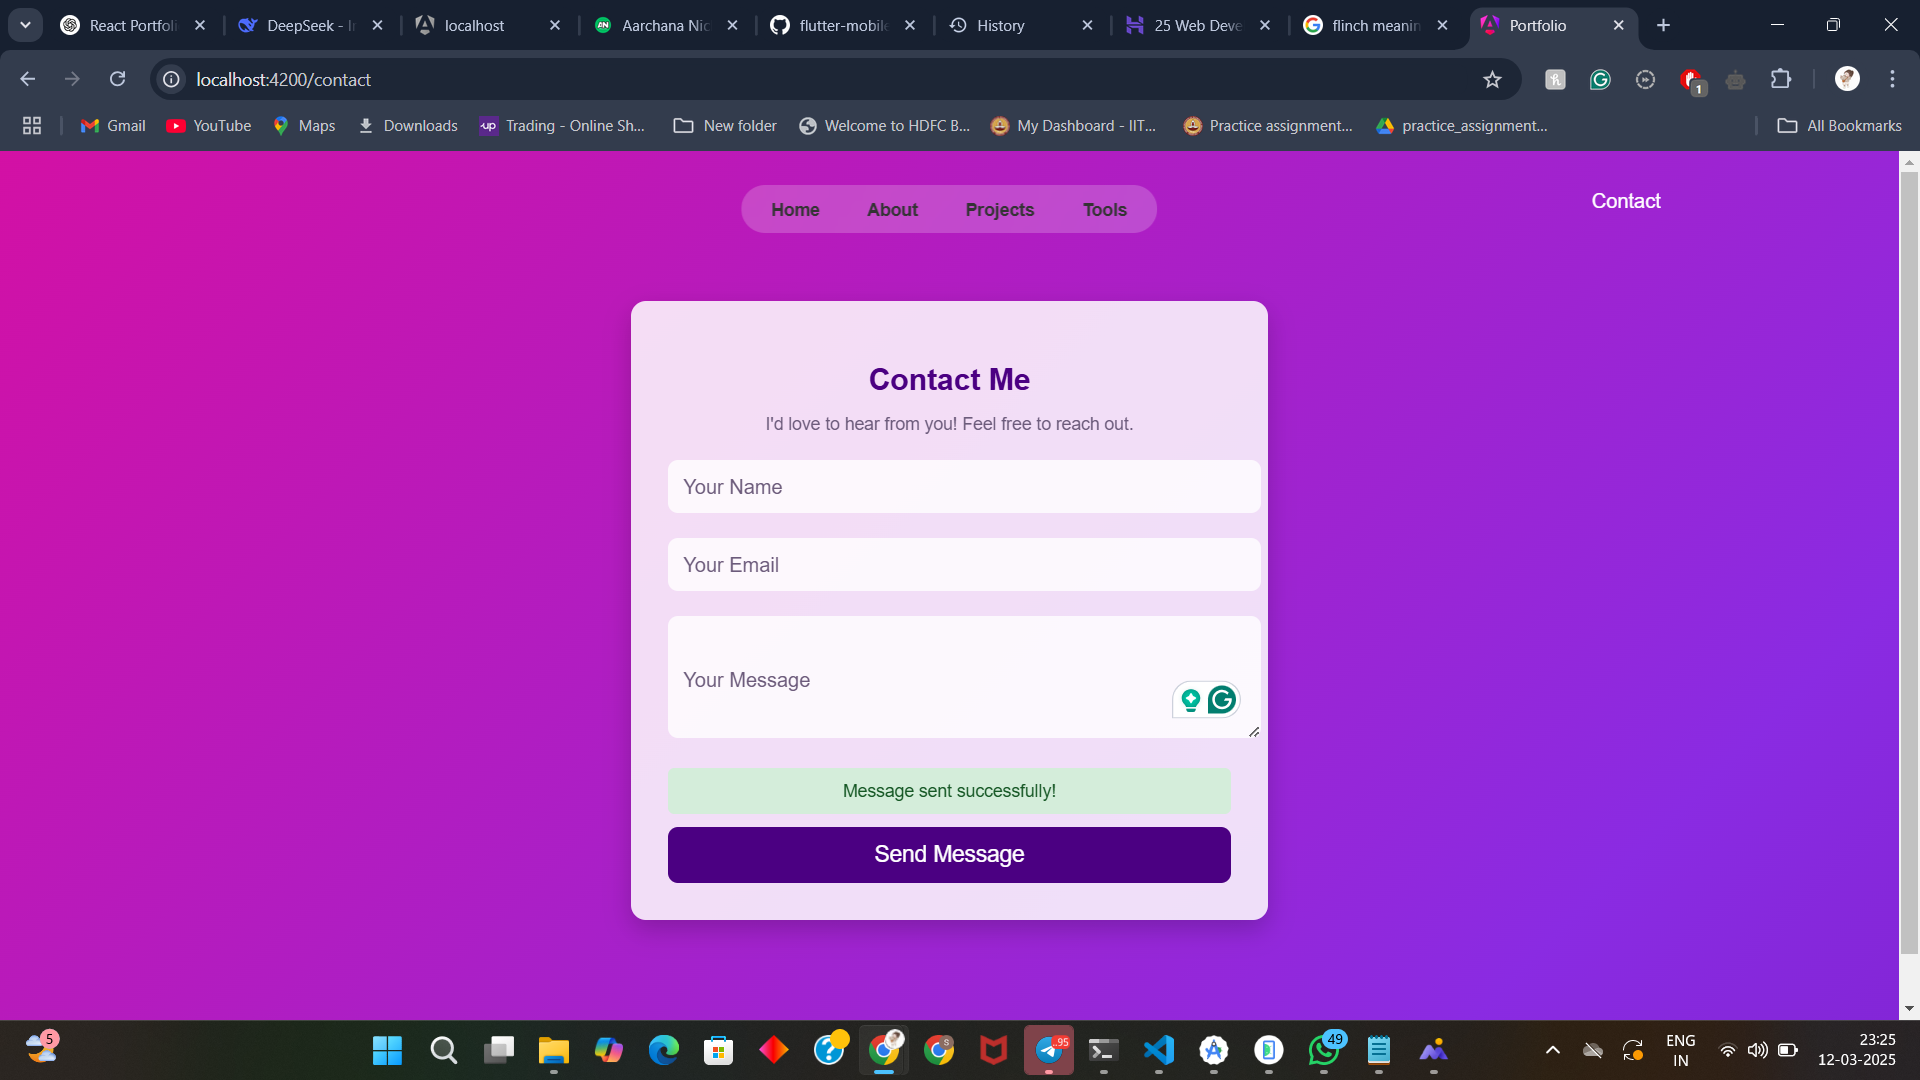 React Portfoli
DeepSeek - I
localhost
Aarchana Nic
flutter-mobile
History
25 Web Deve
flinch meanin
Portfolio
localhost:4200/contact
1
Gmail
YouTube
Maps
Downloads
up
Trading - Online Sh...
New folder
Welcome to HDFC B...
My Dashboard - IIT...
Practice assignment...
practice_assignment...
All Bookmarks
Home
About
Projects
Tools
Contact
Contact Me
I'd love to hear from you! Feel free to reach out.
Your Name
Your Email
Your Message
Message sent successfully!
Send Message
5
S
..95
49
ENG
IN
23:25
12-03-2025